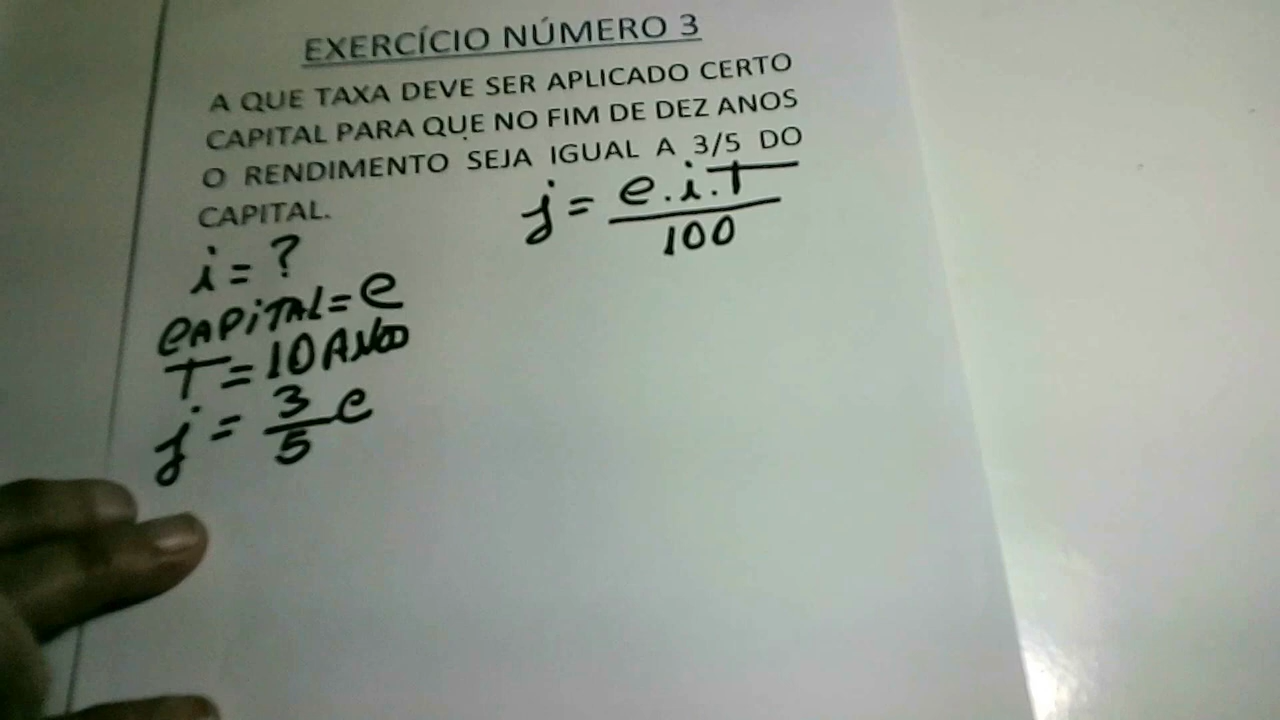 EXERCÍCIO NÚMERO 3
A QUE TAXA DEVE SER APLICADO CERTO
CAPITAL PARA QUE NO FIM DE DEZ ANOS
O RENDIMENTO SEJA IGUAL A 3/5 DO
CAPITAL.
j = c.i.T / 100
i = ?
CAPITAL = C
T = 10 ANOS
j = 3/5 c